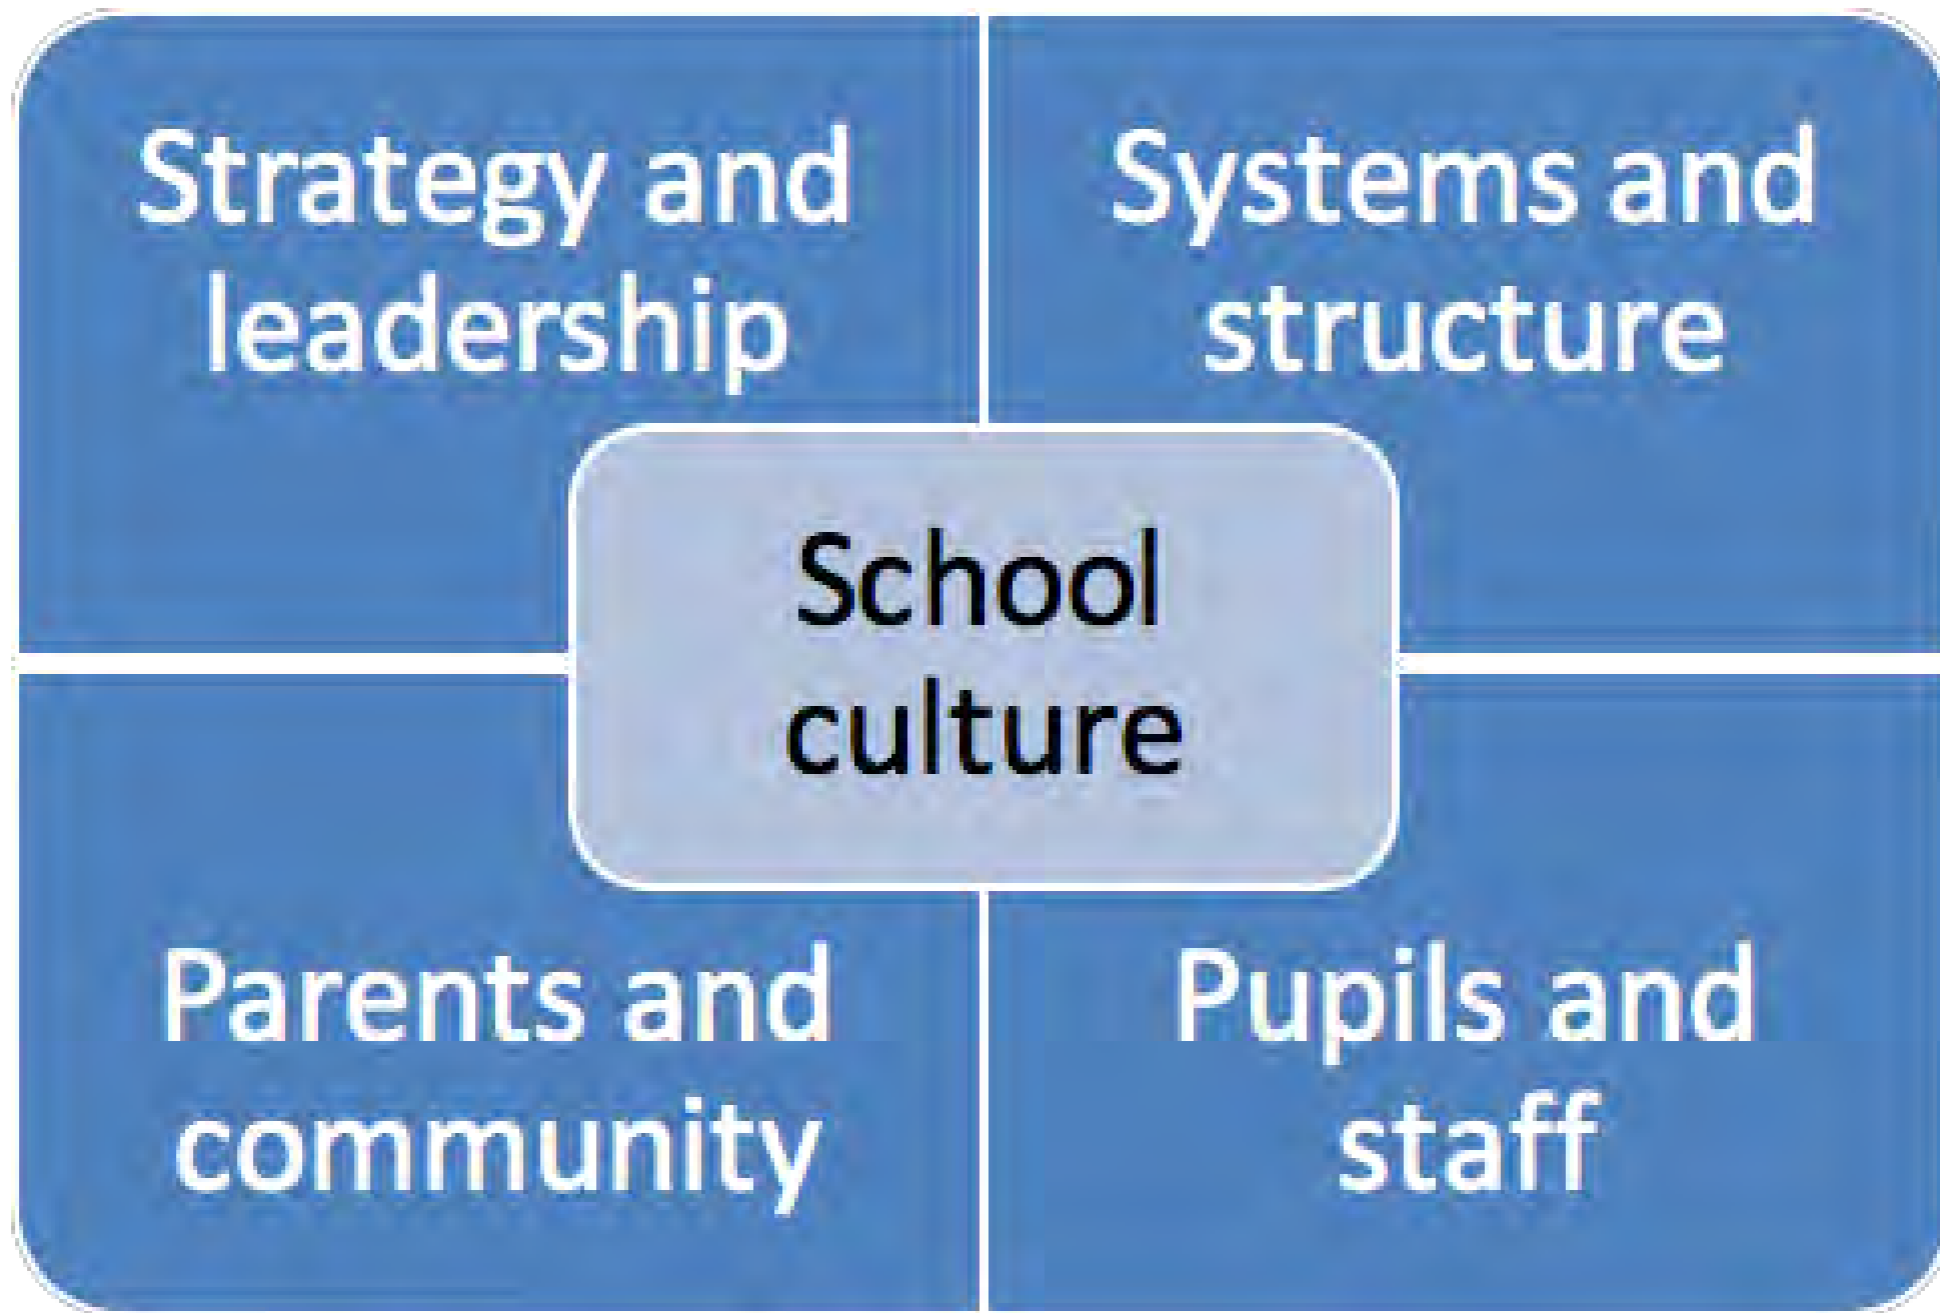 Strategy and
leadership
Systems and
structure
School
culture
Parents and
community
Pupils and
staff